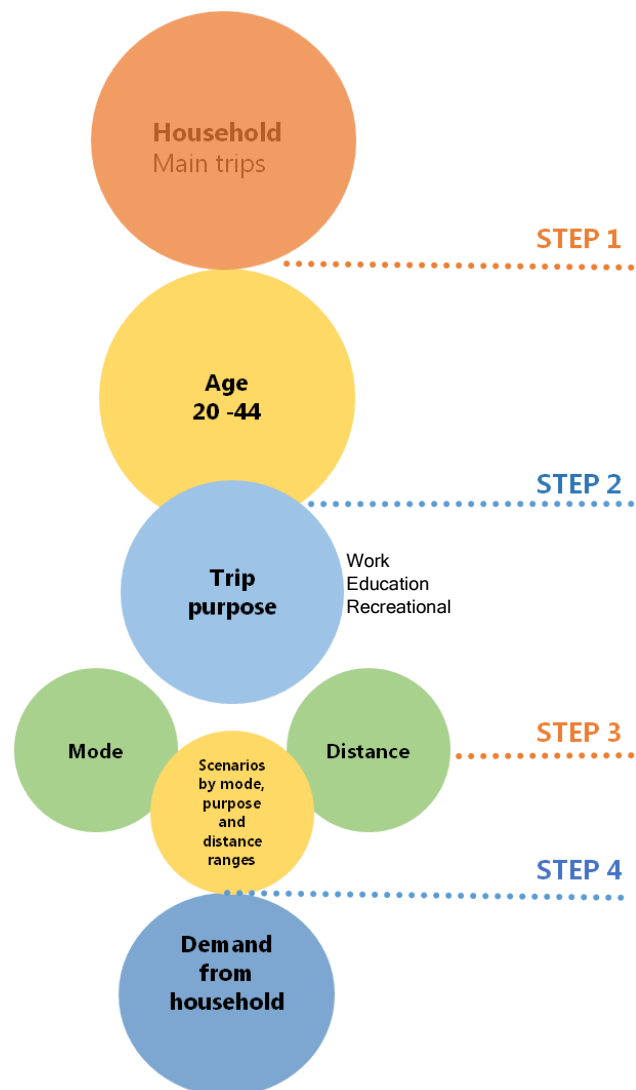 Household
Main trips
STEP 1
Age
20 -44
STEP 2
Trip
purpose
Work
Education
Recreational
Mode
Distance
STEP 3
Scenarios
by mode,
purpose
and
distance
ranges
STEP 4
Demand
from
household